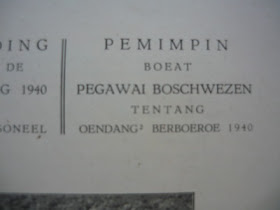 DING
DE
G 1940
SONEEL
PEMIMPIN
BOEAT
PEGAWAI BOSCHWEZEN
TENTANG
OENDANG² BERBOEROE 1940